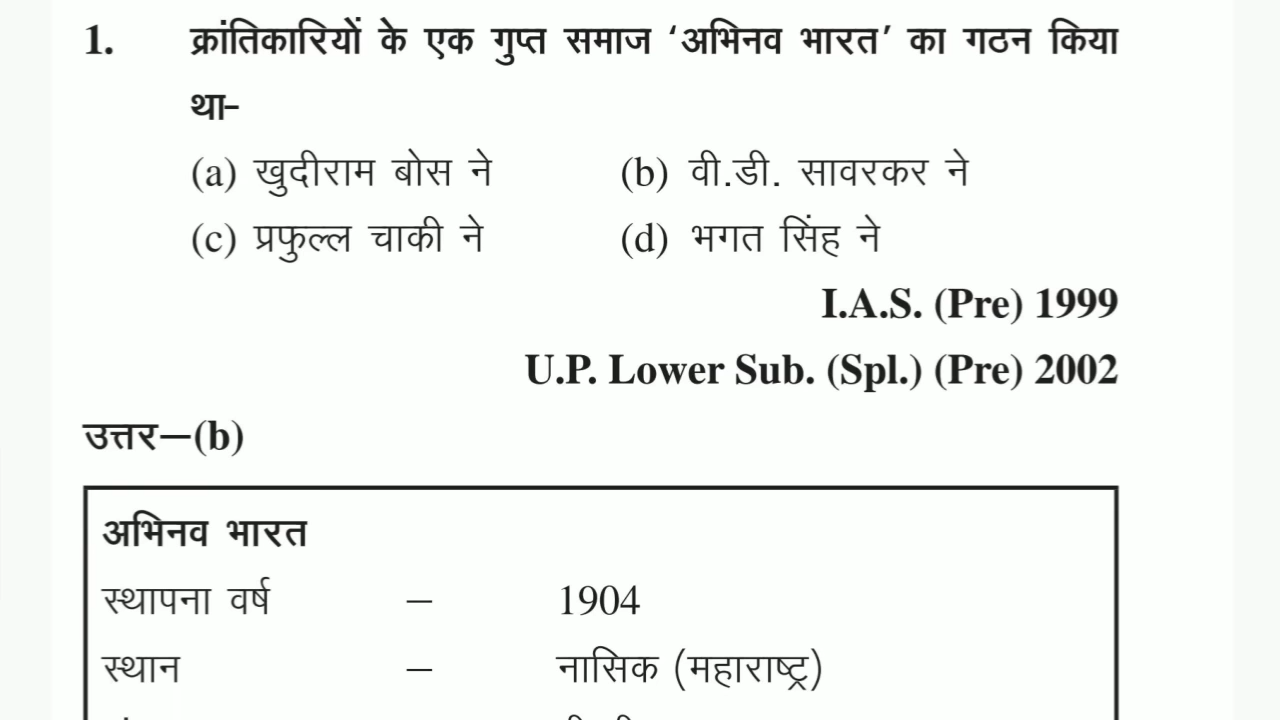 1. क्रांतिकारियों के एक गुप्त समाज ‘अभिनव भारत’ का गठन किया
था-
(a) खुदीराम बोस ने (b) वी.डी. सावरकर ने
(c) प्रफुल्ल चाकी ने (d) भगत सिंह ने
I.A.S. (Pre) 1999
U.P. Lower Sub. (Spl.) (Pre) 2002
उत्तर—(b)
अभिनव भारत
स्थापना वर्ष – 1904
स्थान – नासिक (महाराष्ट्र)